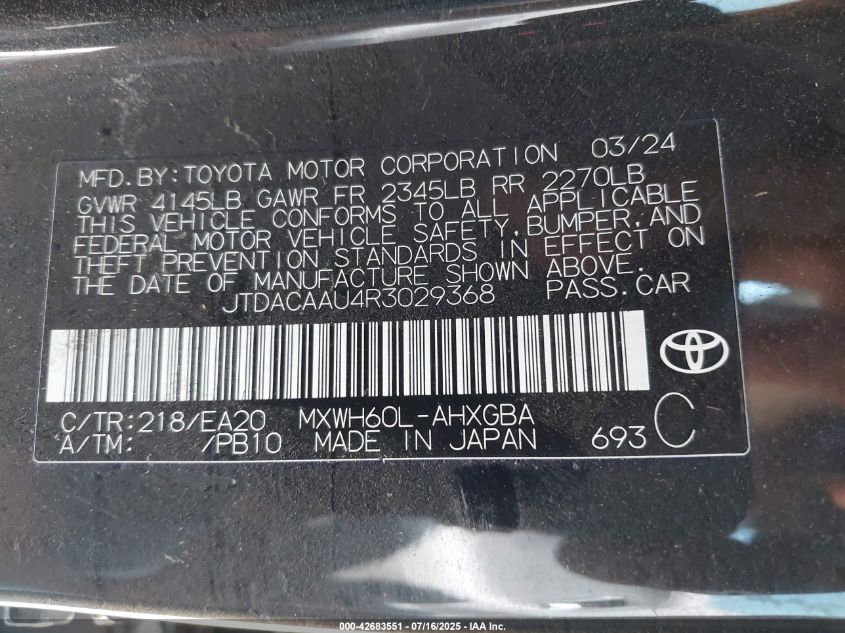 MFD.BY:TOYOTA MOTOR CORPORATION 03/24
GVWR 4145LB GAWR FR 2345LB RR 2270LB
THIS VEHICLE CONFORMS TO ALL APPLICABLE
FEDERAL MOTOR VEHICLE SAFETY,BUMPER,AND
THEFT PREVENTION STANDARDS IN EFFECT ON
THE DATE OF MANUFACTURE SHOWN ABOVE.
JTDACAAU4R3029368 PASS.CAR
C/TR:218/EA20 MXWH60L-AHXGBA
A/TM: /PB10 MADE IN JAPAN 693 C
000-42683551 - 07/16/2025 - IAA Inc.